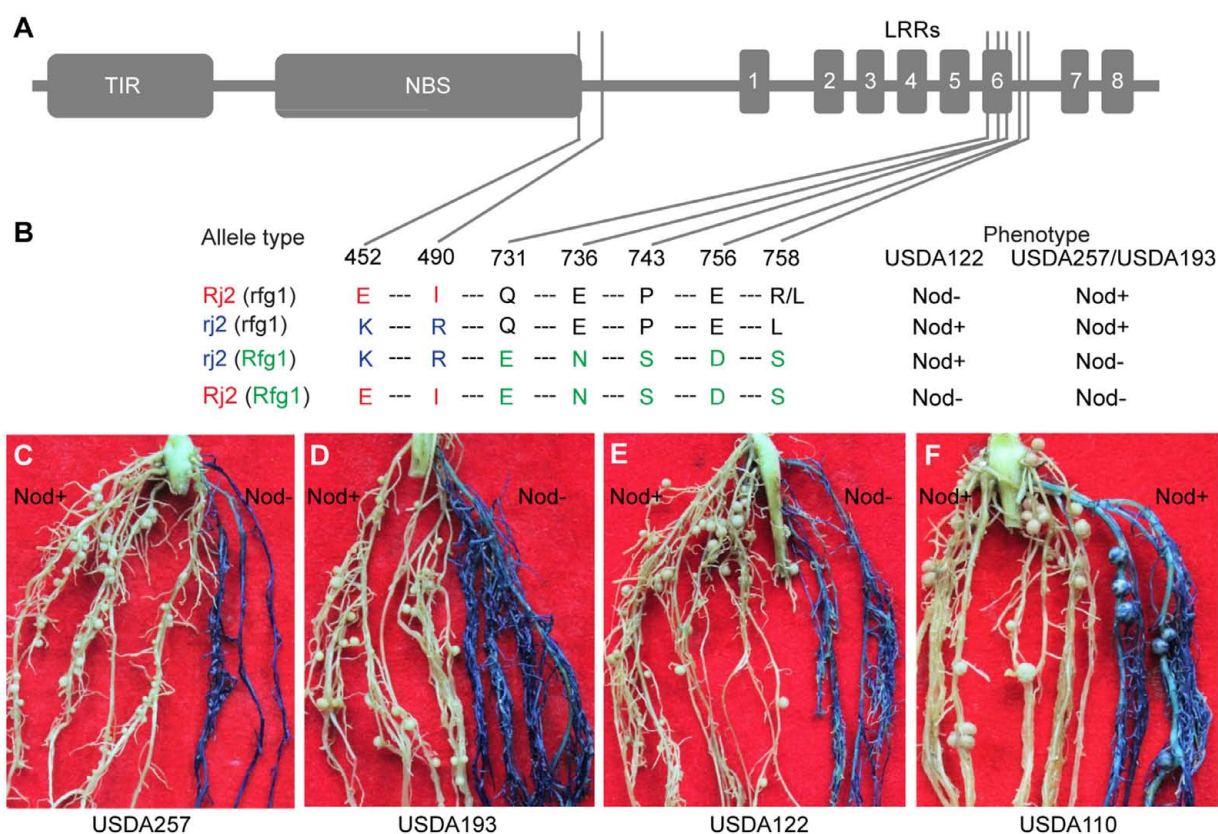 A
LRRs
TIR NBS 1 2 3 4 5 6 7 8
B
Allele type Phenotype
452 490 731 736 743 756 758 USDA122 USDA257/USDA193
Rj2 (rfg1) E --- I --- Q --- E --- P --- E --- R/L Nod- Nod+
rj2 (rfg1) K --- R --- Q --- E --- P --- E --- L Nod+ Nod+
rj2 (Rfg1) K --- R --- E --- N --- S --- D --- S Nod+ Nod-
Rj2 (Rfg1) E --- I --- E --- N --- S --- D --- S Nod- Nod-
C D E F
Nod+ Nod- Nod+ Nod- Nod+ Nod- Nod+ Nod+
USDA257 USDA193 USDA122 USDA110